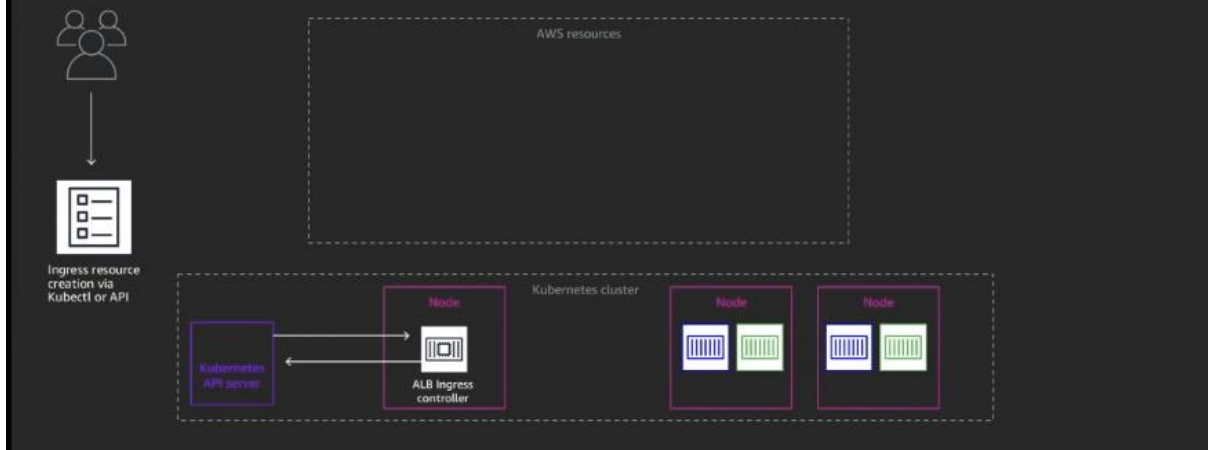 AWS resources
Ingress resource
creation via
Kubectl or API
Kubernetes cluster
Node
Node
Node
Kubernetes
API server
ALB Ingress
controller